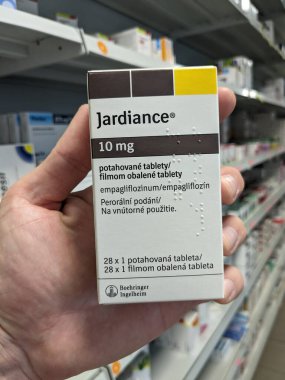 Jardiance®
10 mg
potahované tablety/
filmom obalené tablety
empagliflozinum/empagliflozín
Perorální podání/
Na vnútorné použitie.
28 x 1 potahovaná tableta/
28 x 1 filmom obalená tableta
Boehringer
Ingelheim